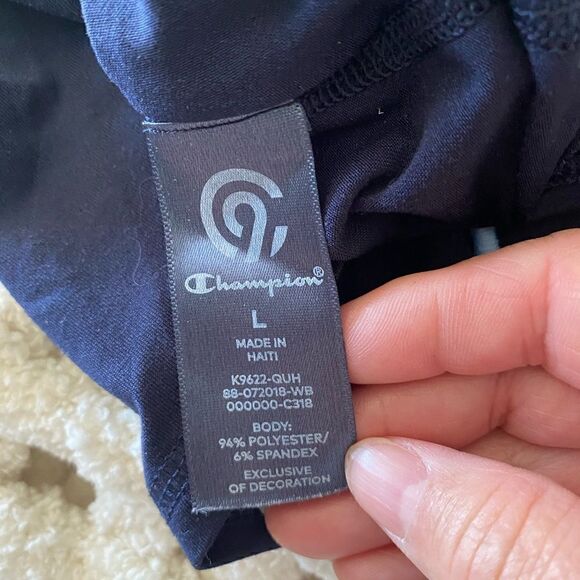 C9
Champion®
L
MADE IN
HAITI
K9622-QUH
88-072018-WB
000000-C318
BODY:
94% POLYESTER/
6% SPANDEX
EXCLUSIVE
OF DECORATION